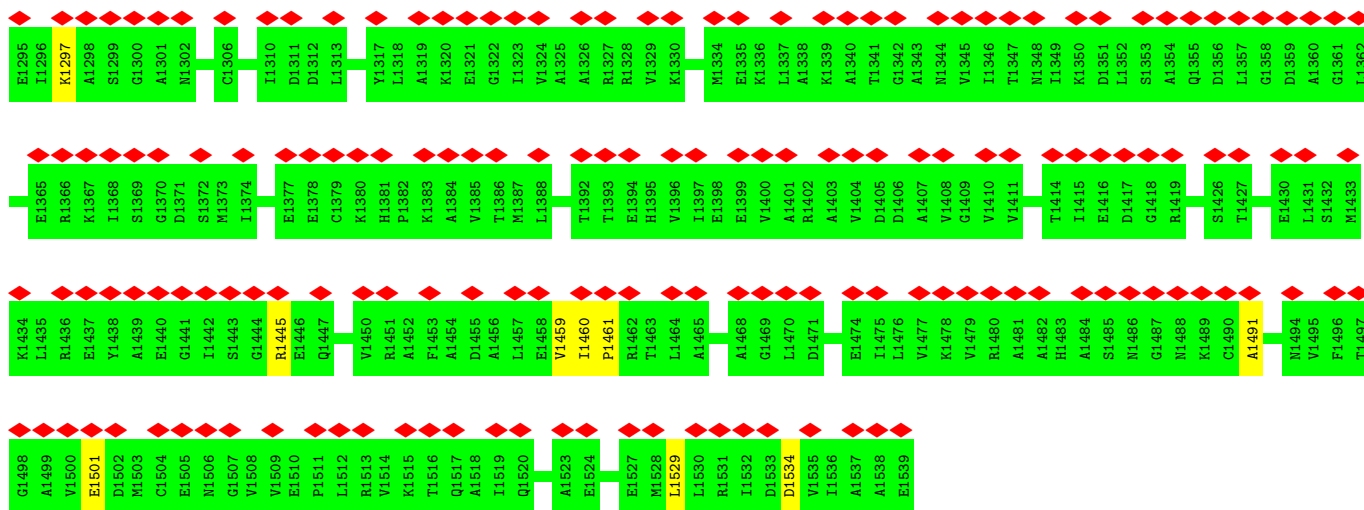 E1295 I1296 K1297 A1298 S1299 G1300 A1301 N1302 C1306 I1310 D1311 D1312 L1313 Y1317 L1318 A1319 K1320 E1321 G1322 I1323 V1324 A1325 A1326 R1327 R1328 V1329 K1330 M1334 E1335 K1336 L1337 A1338 K1339 A1340 T1341 G1342 A1343 N1344 V1345 I1346 T1347 N1348 I1349 K1350 D1351 L1352 S1353 A1354 Q1355 D1356 L1357 G1358 D1359 A1360 G1361 L1362
E1365 R1366 K1367 I1368 S1369 G1370 D1371 S1372 M1373 I1374 E1377 E1378 C1379 K1380 H1381 P1382 K1383 A1384 V1385 T1386 M1387 L1388 T1392 T1393 E1394 H1395 V1396 I1397 E1398 E1399 V1400 A1401 R1402 A1403 V1404 D1405 D1406 A1407 V1408 G1409 V1410 V1411 T1414 I1415 E1416 D1417 G1418 R1419 S1426 T1427 E1430 L1431 S1432 M1433
K1434 L1435 R1436 E1437 Y1438 A1439 E1440 G1441 I1442 S1443 G1444 R1445 E1446 Q1447 V1450 R1451 A1452 F1453 A1454 D1455 A1456 L1457 E1458 V1459 I1460 P1461 R1462 T1463 L1464 A1465 A1468 G1469 L1470 D1471 E1474 I1475 L1476 V1477 K1478 V1479 R1480 A1481 A1482 H1483 A1484 S1485 N1486 G1487 N1488 K1489 C1490 A1491 N1494 V1495 F1496 T1497
G1498 A1499 V1500 E1501 D1502 M1503 C1504 E1505 N1506 G1507 V1508 V1509 E1510 P1511 L1512 R1513 V1514 K1515 T1516 Q1517 A1518 I1519 Q1520 A1523 E1524 E1527 M1528 L1529 L1530 R1531 I1532 D1533 D1534 V1535 I1536 A1537 A1538 E1539